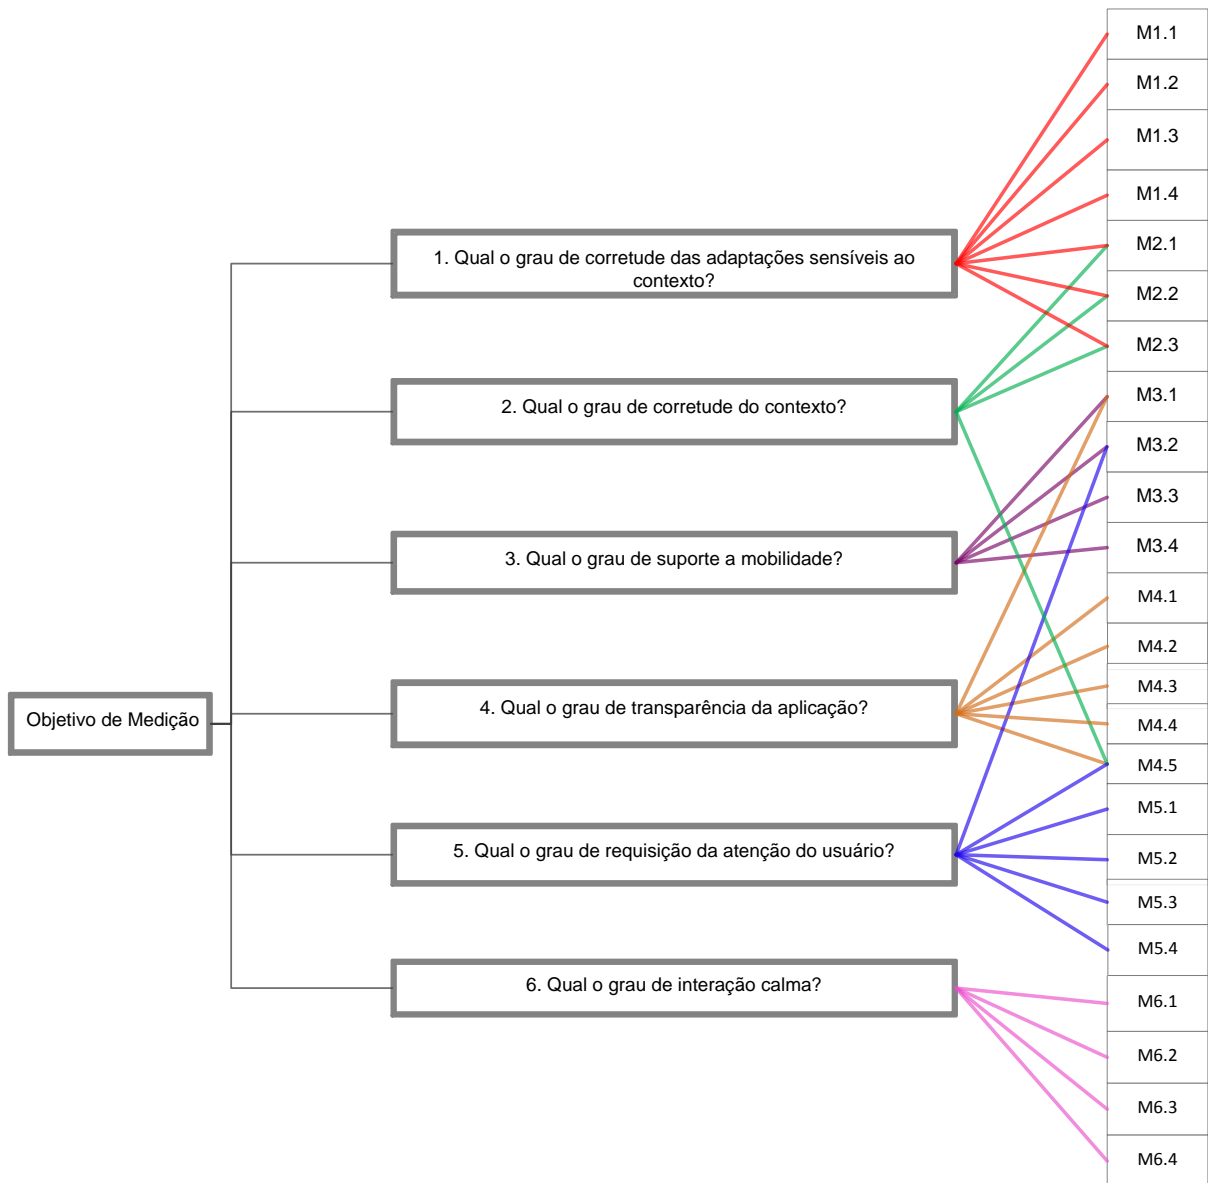 Objetivo de Medição
1. Qual o grau de corretude das adaptações sensíveis ao
contexto?
2. Qual o grau de corretude do contexto?
3. Qual o grau de suporte a mobilidade?
4. Qual o grau de transparência da aplicação?
5. Qual o grau de requisição da atenção do usuário?
6. Qual o grau de interação calma?
M1.1
M1.2
M1.3
M1.4
M2.1
M2.2
M2.3
M3.1
M3.2
M3.3
M3.4
M4.1
M4.2
M4.3
M4.4
M4.5
M5.1
M5.2
M5.3
M5.4
M6.1
M6.2
M6.3
M6.4